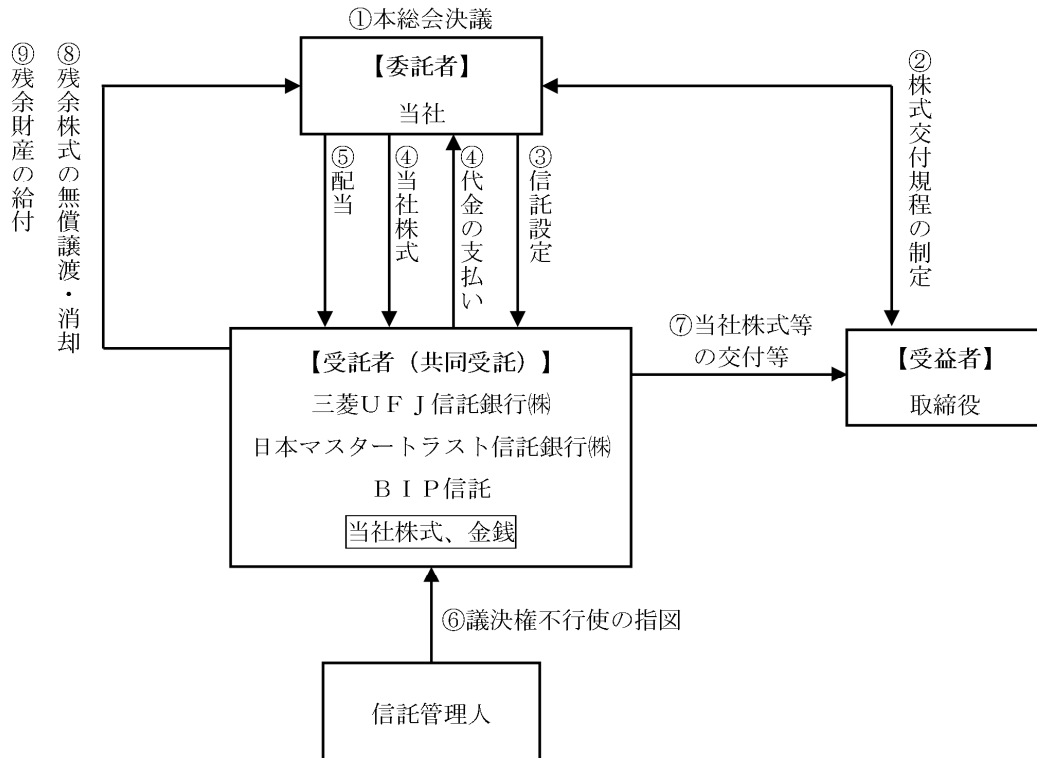 ①本総会決議
【委託者】
当社
⑨残余財産の給付
⑧残余株式の無償譲渡・消却
⑤配当
④当社株式
④代金の支払い
③信託設定
②株式交付規程の制定
【受託者(共同受託)】
三菱UFJ信託銀行㈱
日本マスタートラスト信託銀行㈱
BIP信託
当社株式、金銭
⑦当社株式等
の交付等
【受益者】
取締役
⑥議決権不行使の指図
信託管理人